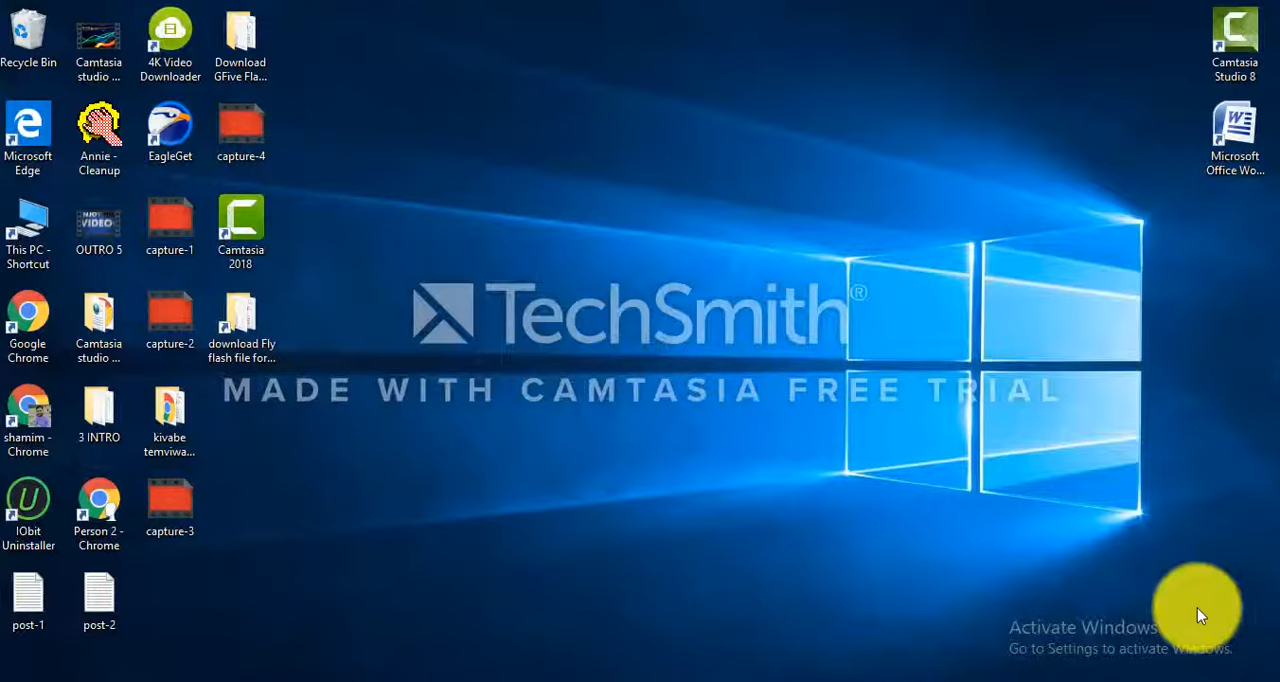 Recycle Bin
Camtasia
studio ...
4K Video
Downloader
Download
GFive Fla...
Camtasia
Studio 8
Microsoft
Edge
Annie -
Cleanup
EagleGet
capture-4
Microsoft
Office Wo...
This PC -
Shortcut
NJOY
VIDEO
OUTRO 5
capture-1
Camtasia
2018
TechSmith®
MADE WITH CAMTASIA FREE TRIAL
Google
Chrome
Camtasia
studio ...
capture-2
download Fly
flash file for...
shamim -
Chrome
3 INTRO
kivabe
temviwa...
IObit
Uninstaller
Person 2 -
Chrome
capture-3
post-1
post-2
Activate Windows
Go to Settings to activate Windows.